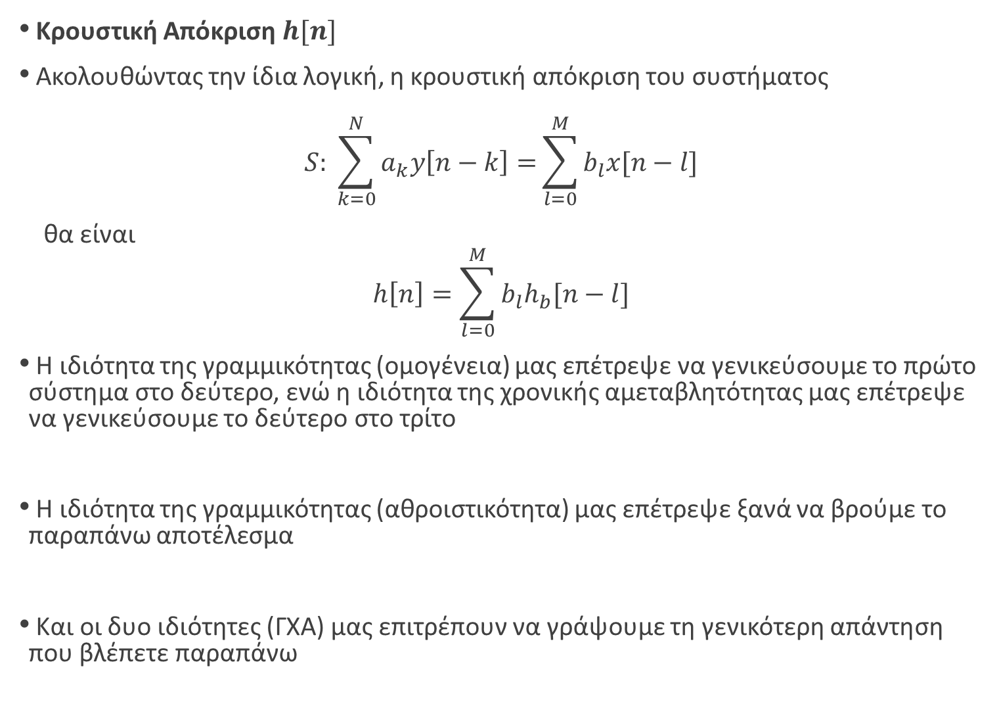 • Κρουστική Απόκριση h[n]
• Ακολουθώντας την ίδια λογική, η κρουστική απόκριση του συστήματος
S: \sum_{k=0}^{N} a_k y[n − k] = \sum_{l=0}^{M} b_l x[n − l]
θα είναι
h[n] = \sum_{l=0}^{M} b_l h_b[n − l]
• Η ιδιότητα της γραμμικότητας (ομογένεια) μας επέτρεψε να γενικεύσουμε το πρώτο
σύστημα στο δεύτερο, ενώ η ιδιότητα της χρονικής αμεταβλητότητας μας επέτρεψε
να γενικεύσουμε το δεύτερο στο τρίτο
• Η ιδιότητα της γραμμικότητας (αθροιστικότητα) μας επέτρεψε ξανά να βρούμε το
παραπάνω αποτέλεσμα
• Και οι δυο ιδιότητες (ΓΧΑ) μας επιτρέπουν να γράψουμε τη γενικότερη απάντηση
που βλέπετε παραπάνω